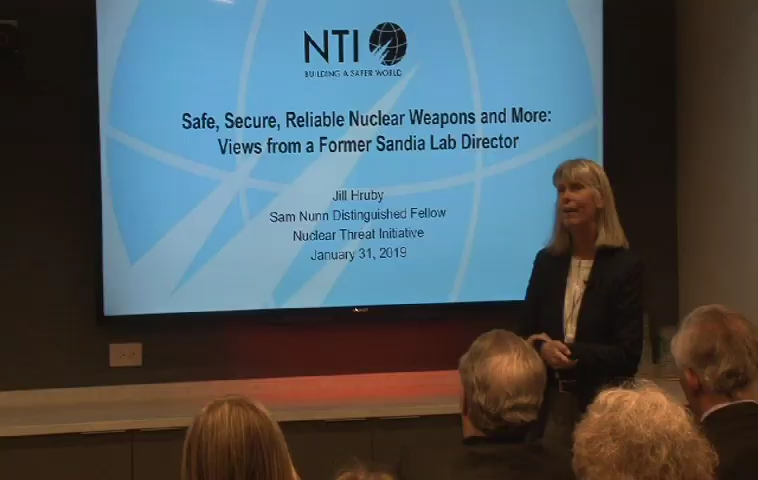 NTI
BUILDING A SAFER WORLD
Safe, Secure, Reliable Nuclear Weapons and More:
Views from a Former Sandia Lab Director
Jill Hruby
Sam Nunn Distinguished Fellow
Nuclear Threat Initiative
January 31, 2019